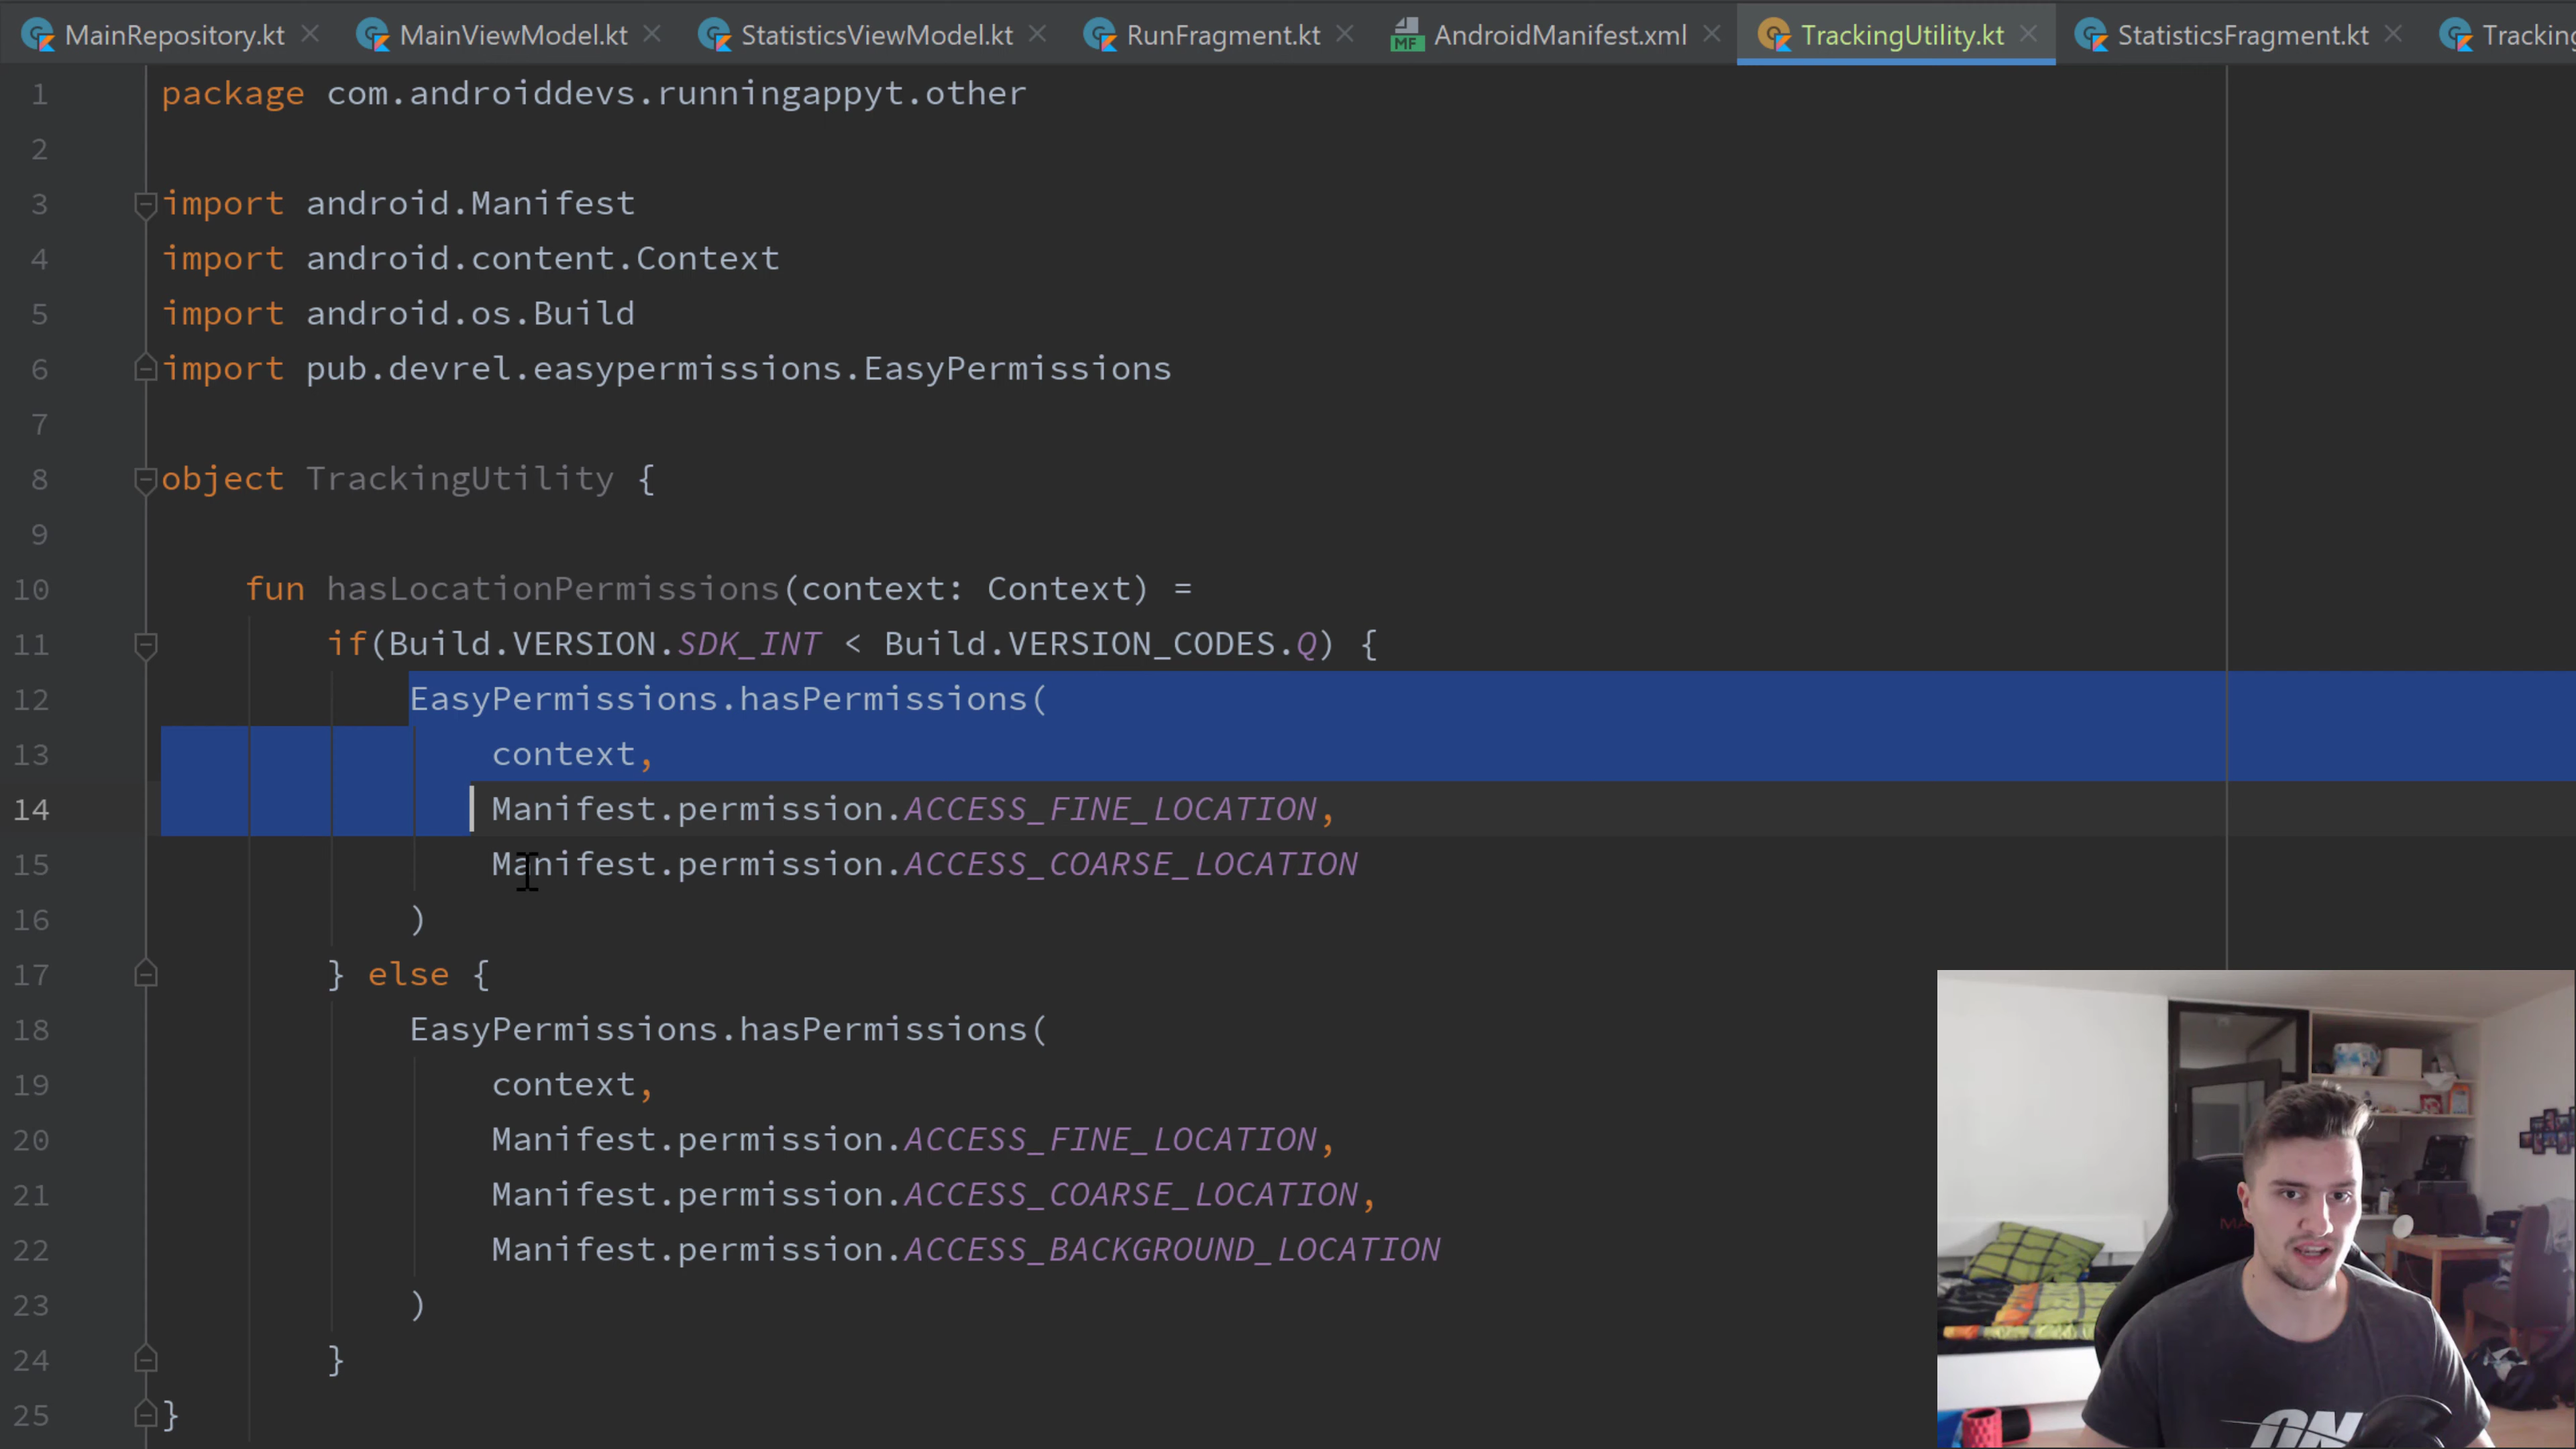 MainRepository.kt MainViewModel.kt StatisticsViewModel.kt RunFragment.kt MF AndroidManifest.xml TrackingUtility.kt StatisticsFragment.kt Tracking
1 package com.androiddevs.runningappyt.other
2
3 import android.Manifest
4 import android.content.Context
5 import android.os.Build
6 import pub.devrel.easypermissions.EasyPermissions
7
8 object TrackingUtility {
9
10 fun hasLocationPermissions(context: Context) =
11 if(Build.VERSION.SDK_INT < Build.VERSION_CODES.Q) {
12 EasyPermissions.hasPermissions(
13 context,
14 Manifest.permission.ACCESS_FINE_LOCATION,
15 Manifest.permission.ACCESS_COARSE_LOCATION
16 )
17 } else {
18 EasyPermissions.hasPermissions(
19 context,
20 Manifest.permission.ACCESS_FINE_LOCATION,
21 Manifest.permission.ACCESS_COARSE_LOCATION,
22 Manifest.permission.ACCESS_BACKGROUND_LOCATION
23 )
24 }
25 }
ON